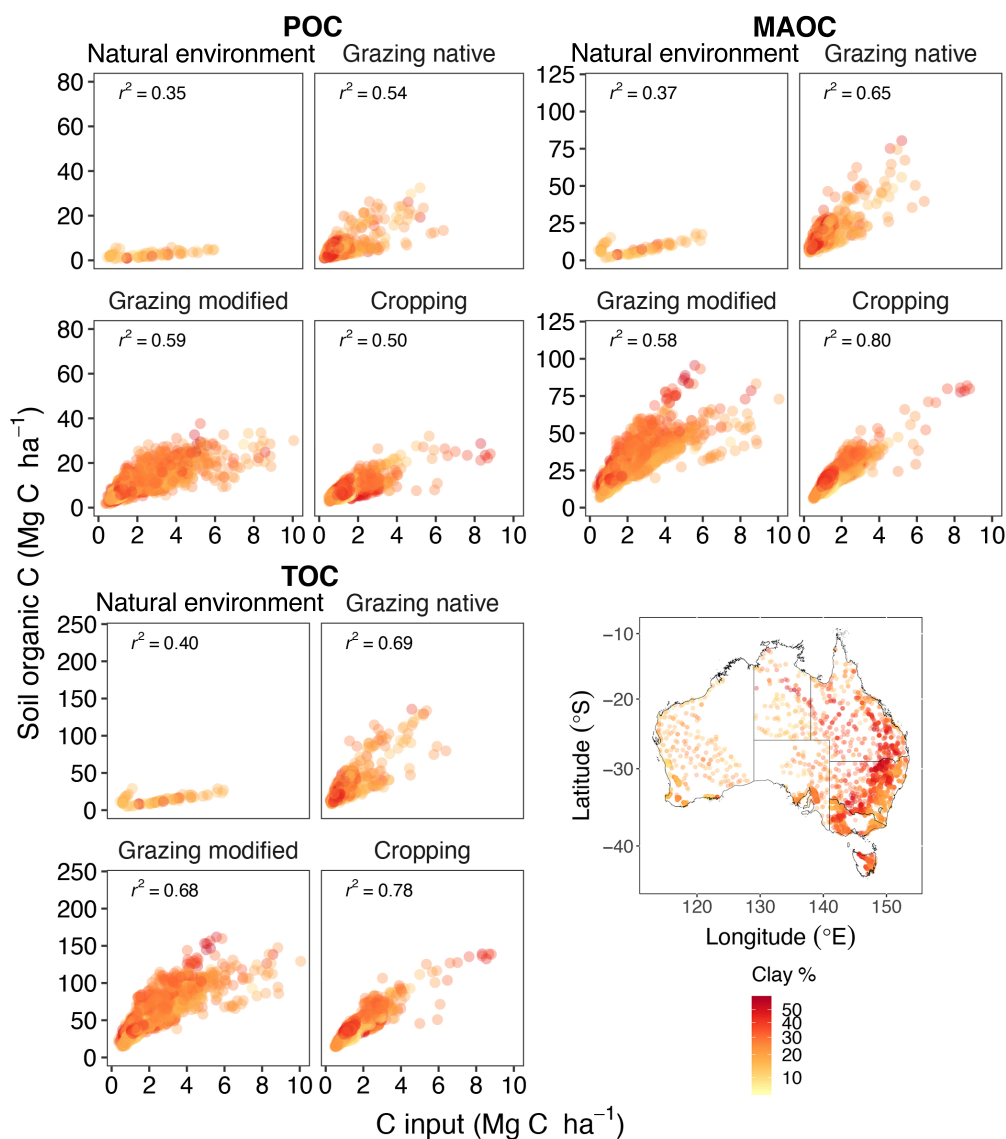 POC
MAOC
Natural environment
Grazing native
Natural environment
Grazing native
r² = 0.35
r² = 0.54
r² = 0.37
r² = 0.65
80
60
40
20
0
125
100
75
50
25
0
Grazing modified
Cropping
Grazing modified
Cropping
r² = 0.59
r² = 0.50
r² = 0.58
r² = 0.80
80
60
40
20
0
125
100
75
50
25
0
0 2 4 6 8 10
0 2 4 6 8 10
0 2 4 6 8 10
0 2 4 6 8 10
Soil organic C (Mg C ha⁻¹)
TOC
Natural environment
Grazing native
r² = 0.40
r² = 0.69
250
200
150
100
50
0
Grazing modified
Cropping
r² = 0.68
r² = 0.78
250
200
150
100
50
0
0 2 4 6 8 10
0 2 4 6 8 10
C input (Mg C ha⁻¹)
Latitude (°S)
−10
−20
−30
−40
120 130 140 150
Longitude (°E)
Clay %
50
40
30
20
10